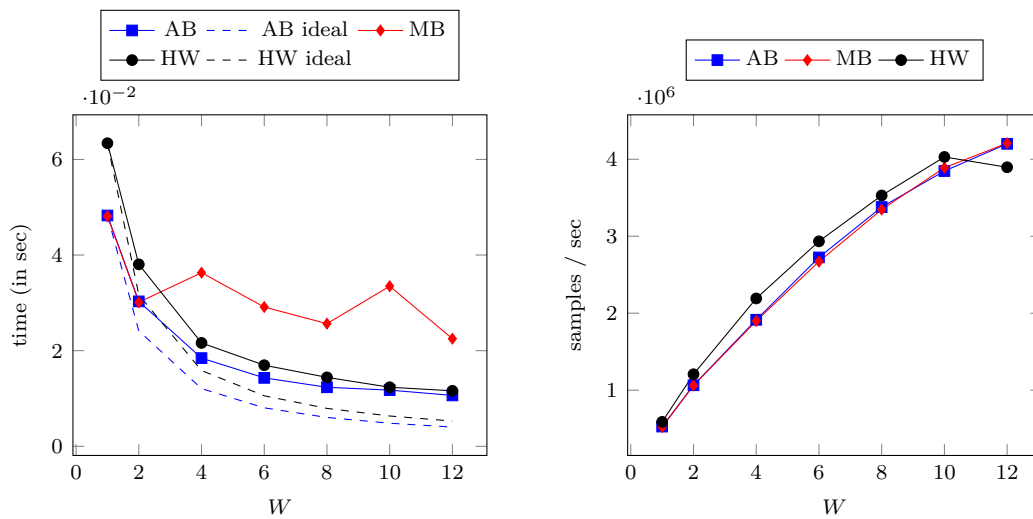 AB AB ideal MB
HW HW ideal
·10⁻²
6
4
2
0
time (in sec)
0 2 4 6 8 10 12
W
AB MB HW
·10⁶
4
3
2
1
samples / sec
0 2 4 6 8 10 12
W